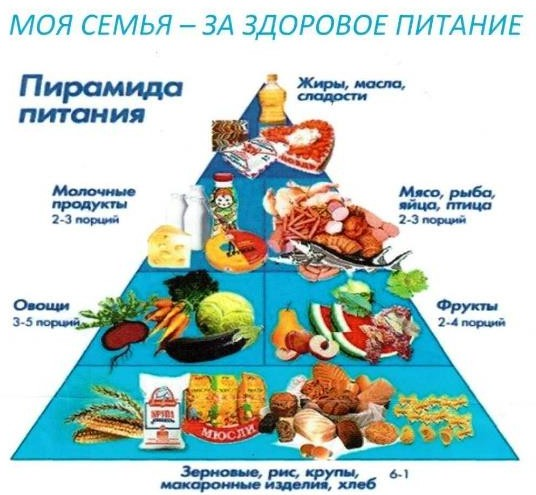 МОЯ СЕМЬЯ – ЗА ЗДОРОВОЕ ПИТАНИЕ
Пирамида
питания
Жиры, масла,
сладости
Молочные
продукты
2-3 порций
Мясо, рыба,
яйца, птица
2-3 порций
Овощи
3-5 порций
Фрукты
2-4 порций
КРУПА
МЮСЛИ
Зерновые, рис, крупы,
макаронные изделия, хлеб
6-1